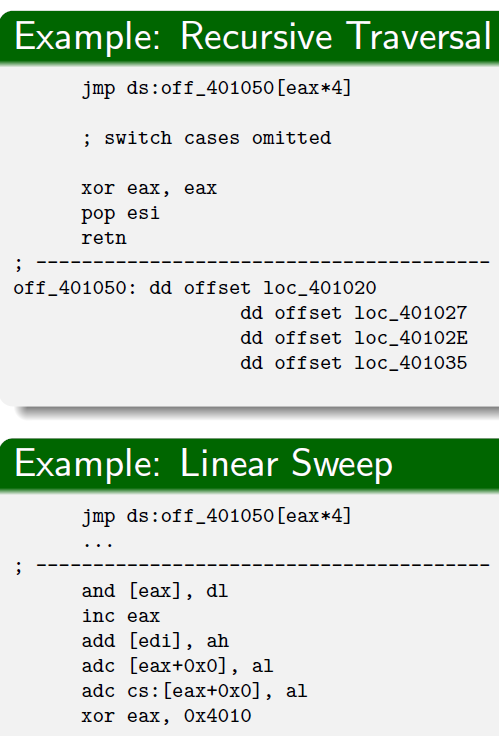 Example: Recursive Traversal
jmp ds:off_401050[eax*4]
; switch cases omitted
xor eax, eax
pop esi
retn
; ----------------------------------------
off_401050: dd offset loc_401020
dd offset loc_401027
dd offset loc_40102E
dd offset loc_401035
Example: Linear Sweep
jmp ds:off_401050[eax*4]
...
; ----------------------------------------
and [eax], dl
inc eax
add [edi], ah
adc [eax+0x0], al
adc cs:[eax+0x0], al
xor eax, 0x4010